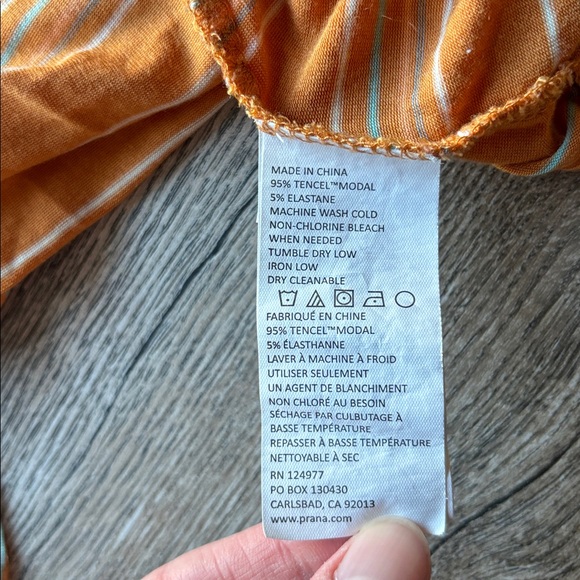 MADE IN CHINA
95% TENCEL™MODAL
5% ELASTANE
MACHINE WASH COLD
NON-CHLORINE BLEACH
WHEN NEEDED
TUMBLE DRY LOW
IRON LOW
DRY CLEANABLE
FABRIQUÉ EN CHINE
95% TENCEL™MODAL
5% ÉLASTHANNE
LAVER À MACHINE À FROID
UTILISER SEULEMENT
UN AGENT DE BLANCHIMENT
NON CHLORÉ AU BESOIN
SÉCHAGE PAR CULBUTAGE À
BASSE TEMPÉRATURE
REPASSER À BASSE TEMPÉRATURE
NETTOYABLE À SEC
RN 124977
PO BOX 130430
CARLSBAD, CA 92013
www.prana.com